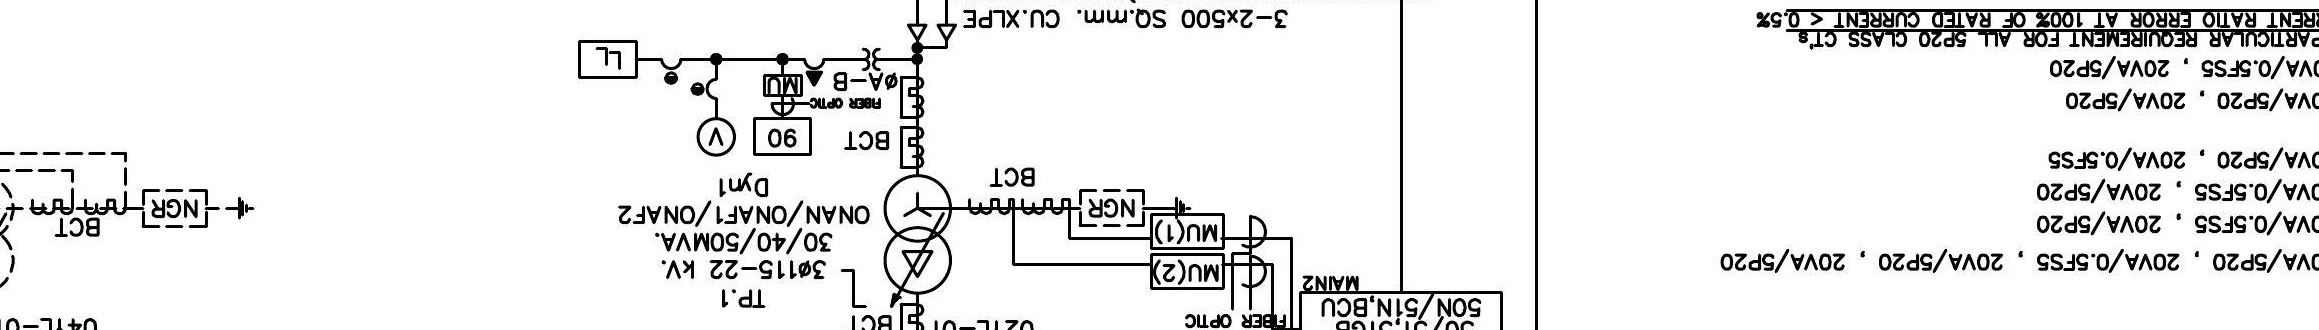 FIBER OPTIC
BCT
50N/51N,BCU
MAIN2
TP.1
3ø115-22 kV.
30/40/50MVA.
ONAN/ONAF1/ONAF2
Dyn1
MU(2)
MU(1)
NGR
BCT
BCT
NGR
BCT
90
V
FIBER OPTIC
MU
øA-B
LL
3-2x500 SQ.mm. CU.XLPE
0VA/5P20 , 20VA/0.5FS5 , 20VA/5P20 , 20VA/5P20
0VA/0.5FS5 , 20VA/5P20
0VA/0.5FS5 , 20VA/5P20
0VA/5P20 , 20VA/0.5FS5
0VA/5P20 , 20VA/5P20
0VA/0.5FS5 , 20VA/5P20
PARTICULAR REQUIREMENT FOR ALL 5P20 CLASS CT's
RRENT RATIO ERROR AT 100% OF RATED CURRENT < 0.5%